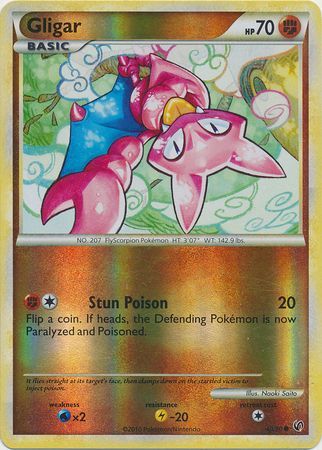 Gligar
HP 70
BASIC
NO. 207 FlyScorpion Pokémon HT: 3'07" WT: 142.9 lbs.
Stun Poison 20
Flip a coin. If heads, the Defending Pokémon is now
Paralyzed and Poisoned.
It flies straight at its target's face, then clamps down on the startled victim to
inject poison.
Illus. Naoki Saito
weakness resistance retreat cost
×2 -20
©2010 Pokémon/Nintendo